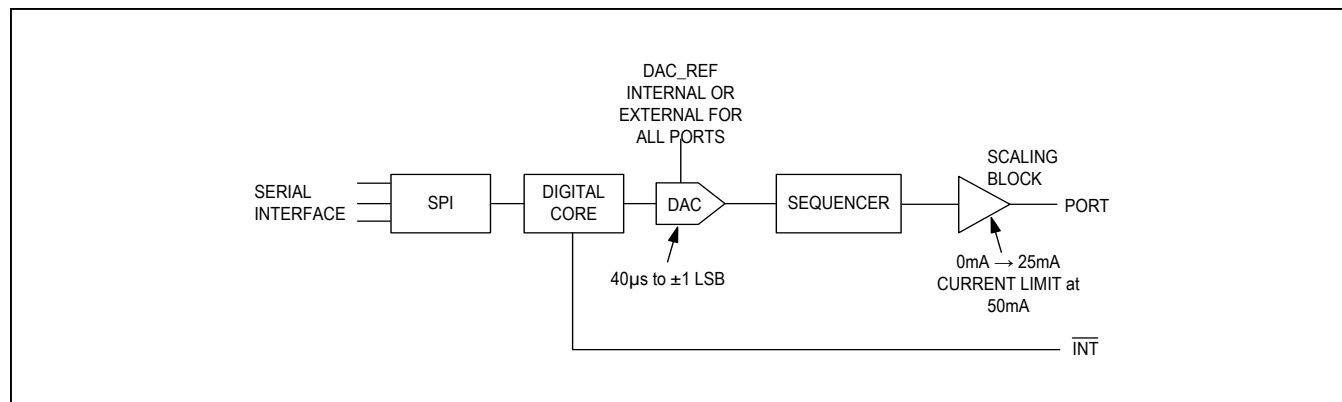 DAC_REF
INTERNAL OR
EXTERNAL FOR
ALL PORTS
SERIAL
INTERFACE
SPI
DIGITAL
CORE
DAC
SEQUENCER
SCALING
BLOCK
PORT
40µs to ±1 LSB
0mA → 25mA
CURRENT LIMIT at
50mA
INT